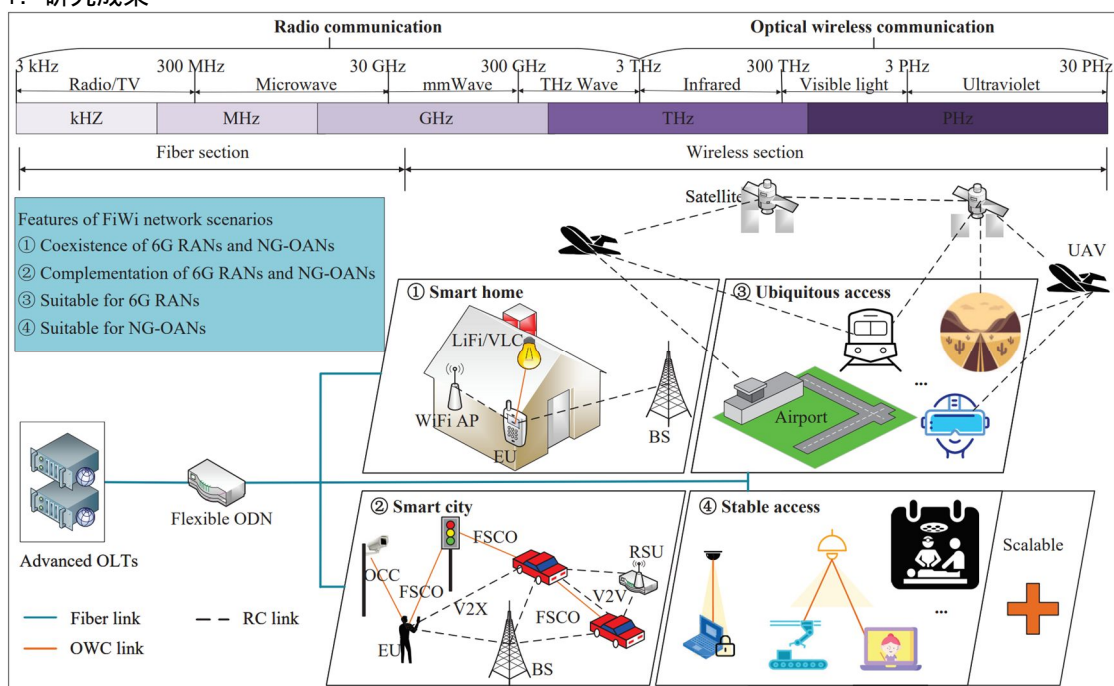 1. 研究成果
Radio communication
Optical wireless communication
3 kHz 300 MHz 30 GHz 300 GHz 3 THz 300 THz 3 PHz 30 PHz
Radio/TV Microwave mmWave THz Wave Infrared Visible light Ultraviolet
kHZ MHz GHz THz PHz
Fiber section Wireless section
Features of FiWi network scenarios
① Coexistence of 6G RANs and NG-OANs
② Complementation of 6G RANs and NG-OANs
③ Suitable for 6G RANs
④ Suitable for NG-OANs
Satellite
UAV
① Smart home
LiFi/VLC
WiFi AP
EU
BS
③ Ubiquitous access
...
Airport
Advanced OLTs
Flexible ODN
② Smart city
FSCO
OCC
FSCO
RSU
V2X
V2V
FSCO
EU
BS
④ Stable access
...
Scalable
Fiber link
RC link
OWC link